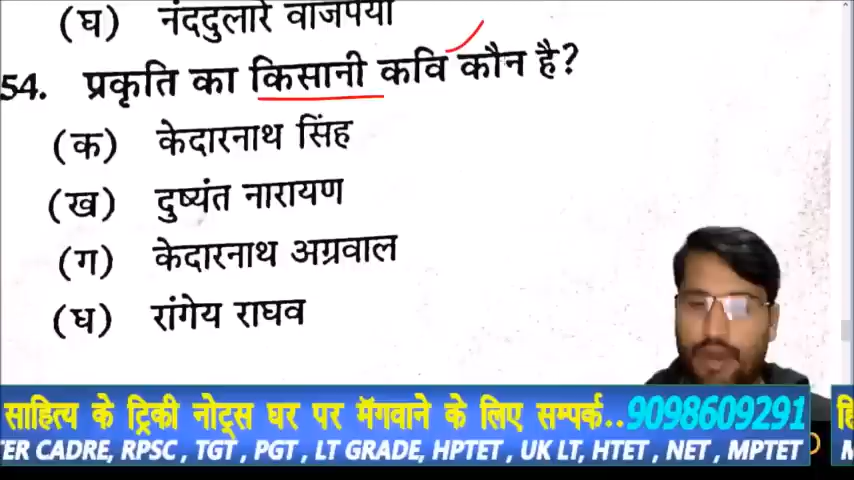 (घ) नंददुलारे वाजपेयी
54. प्रकृति का किसानी कवि कौन है?
(क) केदारनाथ सिंह
(ख) दुष्यंत नारायण
(ग) केदारनाथ अग्रवाल
(घ) रांगेय राघव
साहित्य के ट्रिकी नोट्स घर पर मॅगवाने के लिए सम्पर्क..9098609291 हि
TER CADRE, RPSC , TGT , PGT , LT GRADE, HPTET , UK LT, HTET , NET , MPTET M